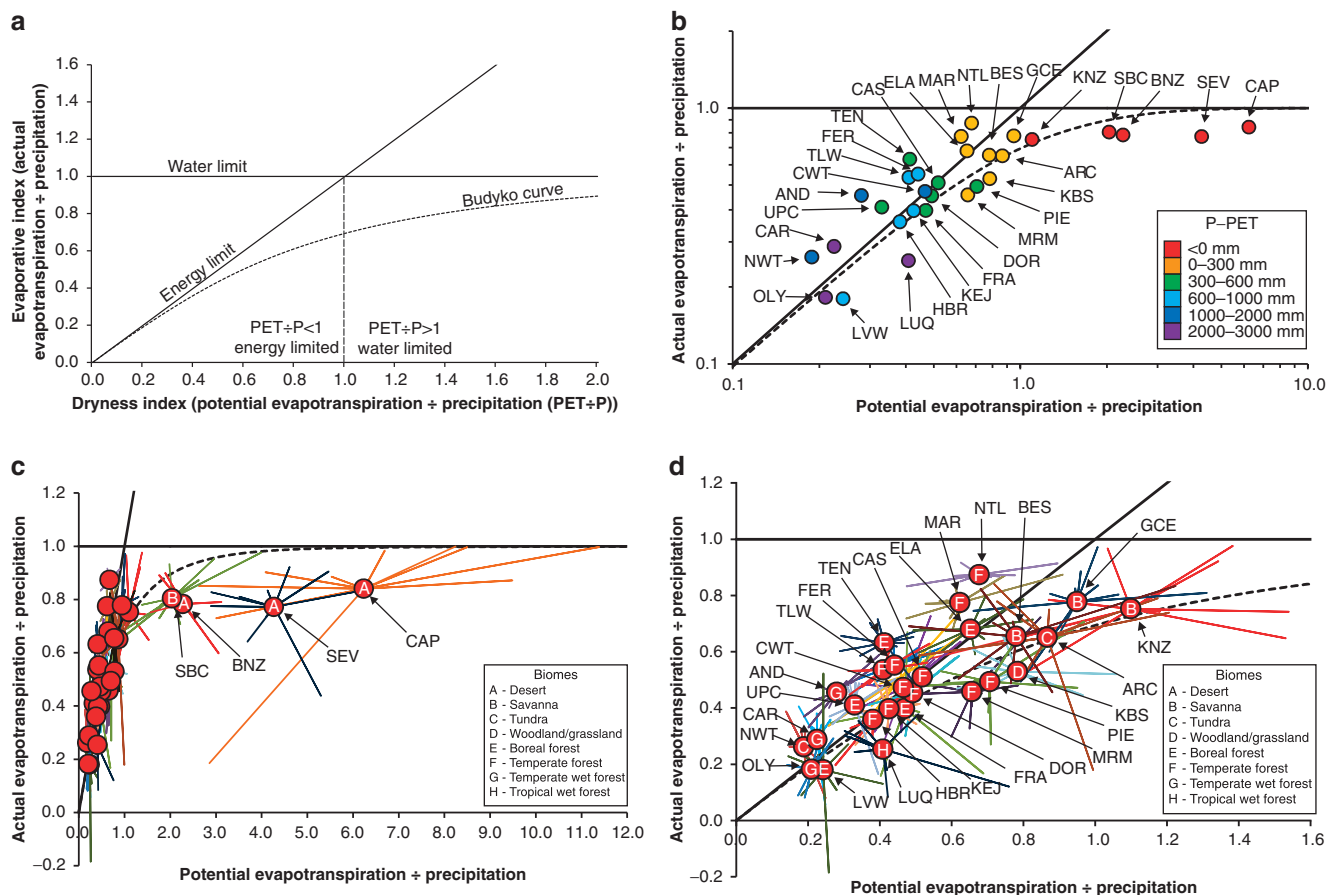 a
Evaporative index (actual
evapotranspiration ÷ precipitation)
1.6
1.4
1.2
1.0
0.8
0.6
0.4
0.2
0.0
Water limit
Energy limit
Budyko curve
PET÷P<1
energy limited
PET÷P>1
water limited
0.0 0.2 0.4 0.6 0.8 1.0 1.2 1.4 1.6 1.8 2.0
Dryness index (potential evapotranspiration ÷ precipitation (PET÷P))
b
Actual evapotranspiration ÷ precipitation
1.0
0.1
CAS
ELA
MAR
NTL
BES
GCE
KNZ
SBC
BNZ
SEV
CAP
TEN
FER
TLW
CWT
AND
UPC
CAR
NWT
OLY
LVW
LUQ
HBR
KEJ
FRA
DOR
MRM
PIE
KBS
ARC
P–PET
<0 mm
0–300 mm
300–600 mm
600–1000 mm
1000–2000 mm
2000–3000 mm
0.1 1.0 10.0
Potential evapotranspiration ÷ precipitation
c
Actual evapotranspiration ÷ precipitation
1.2
1.0
0.8
0.6
0.4
0.2
0.0
–0.2
B
A
A
A
SBC
BNZ
SEV
CAP
Biomes
A - Desert
B - Savanna
C - Tundra
D - Woodland/grassland
E - Boreal forest
F - Temperate forest
G - Temperate wet forest
H - Tropical wet forest
0.0 1.0 2.0 3.0 4.0 5.0 6.0 7.0 8.0 9.0 10.0 11.0 12.0
Potential evapotranspiration ÷ precipitation
d
Actual evapotranspiration ÷ precipitation
1.2
1.0
0.8
0.6
0.4
0.2
0.0
–0.2
NTL
BES
MAR
GCE
ELA
CAS
TEN
FER
TLW
CWT
AND
UPC
CAR
NWT
OLY
LVW
LUQ
HBR
KEJ
FRA
DOR
MRM
PIE
KBS
ARC
KNZ
F
F
B
B
E
B
C
E
E
F
F
D
G
F
F
F
F
E
E
F
F
F
G
C
H
G
E
Biomes
A - Desert
B - Savanna
C - Tundra
D - Woodland/grassland
E - Boreal forest
F - Temperate forest
G - Temperate wet forest
H - Tropical wet forest
0.0 0.2 0.4 0.6 0.8 1.0 1.2 1.4 1.6
Potential evapotranspiration ÷ precipitation